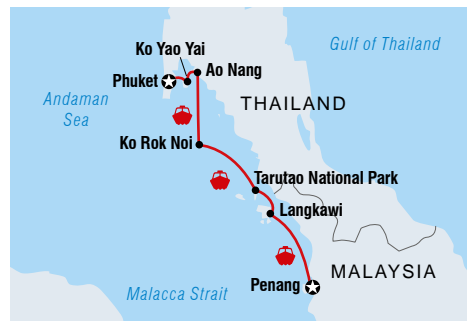 Ko Yao Yai
Gulf of Thailand
Phuket
Ao Nang
Andaman
Sea
THAILAND
Ko Rok Noi
Tarutao National Park
Langkawi
Penang
MALAYSIA
Malacca Strait